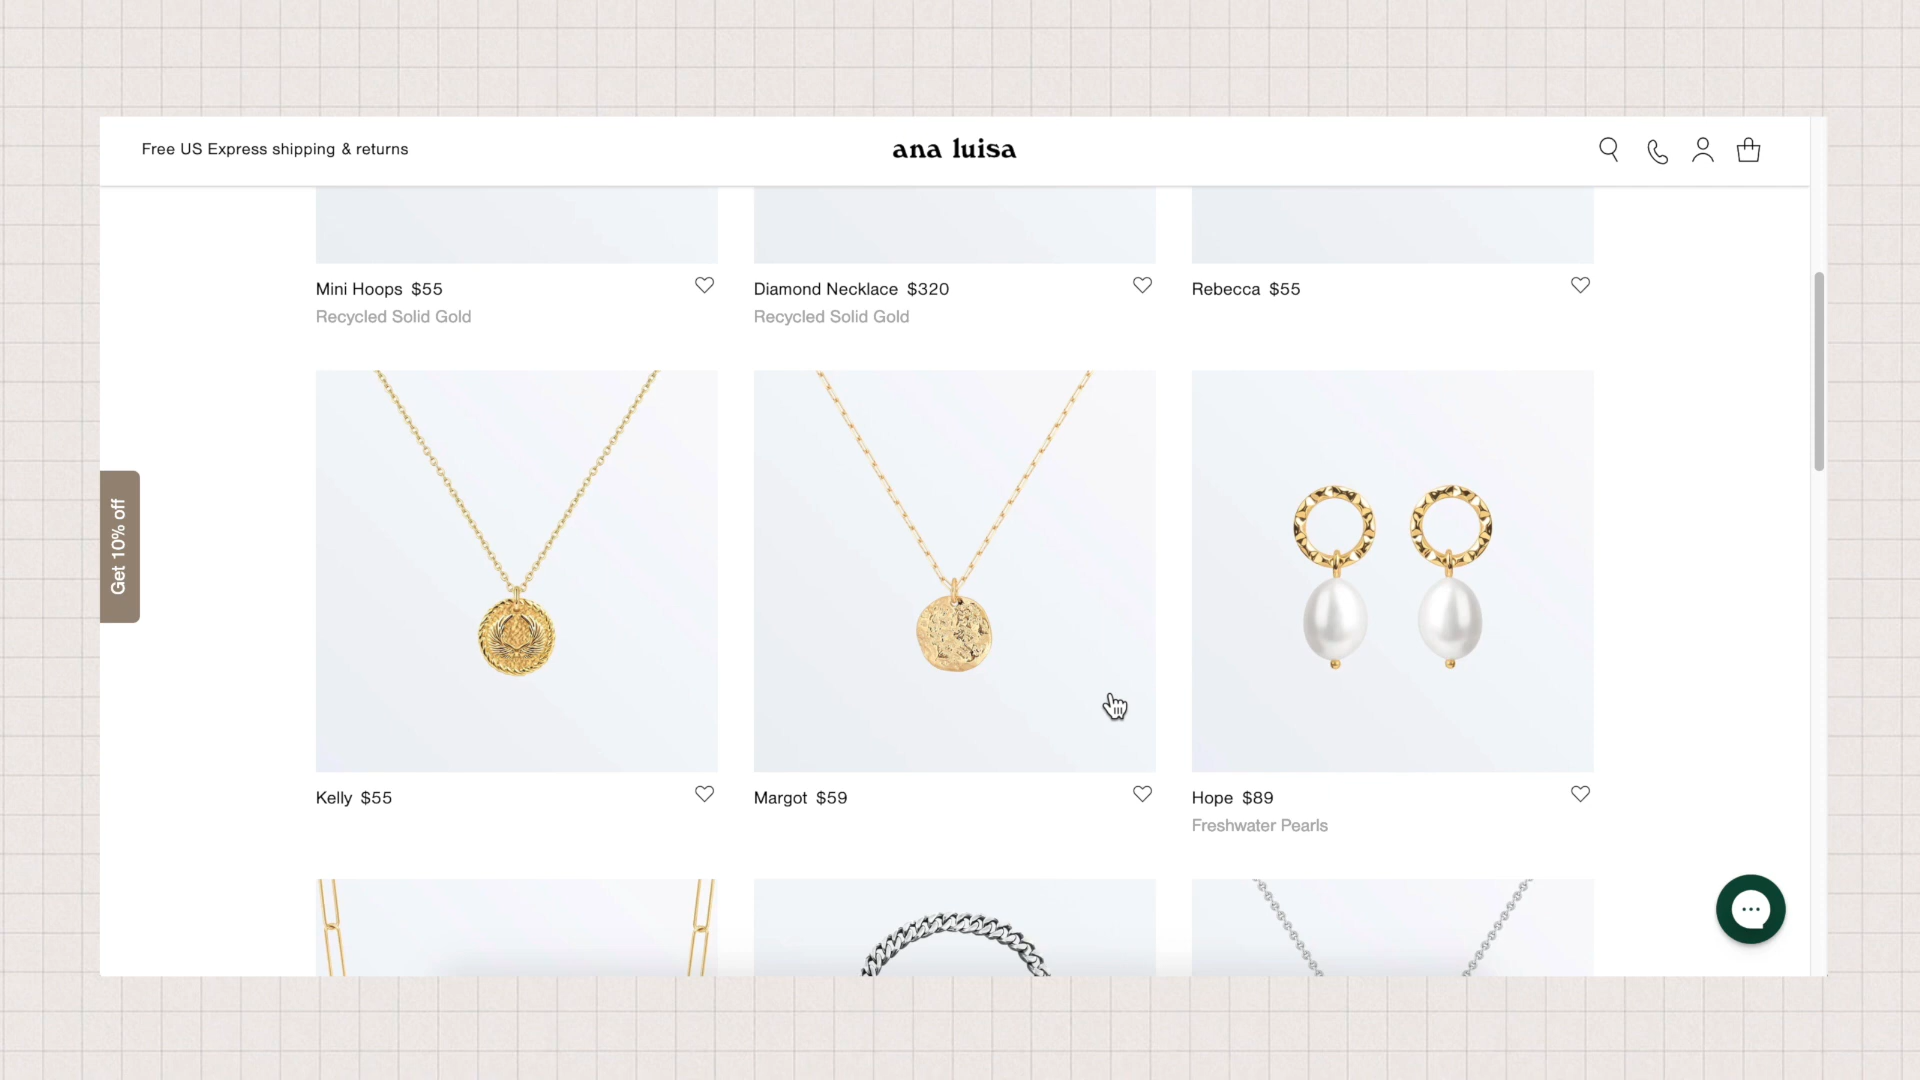 Free US Express shipping & returns
ana luisa
Mini Hoops $55
Recycled Solid Gold
Diamond Necklace $320
Recycled Solid Gold
Rebecca $55
Get 10% off
Kelly $55
Margot $59
Hope $89
Freshwater Pearls